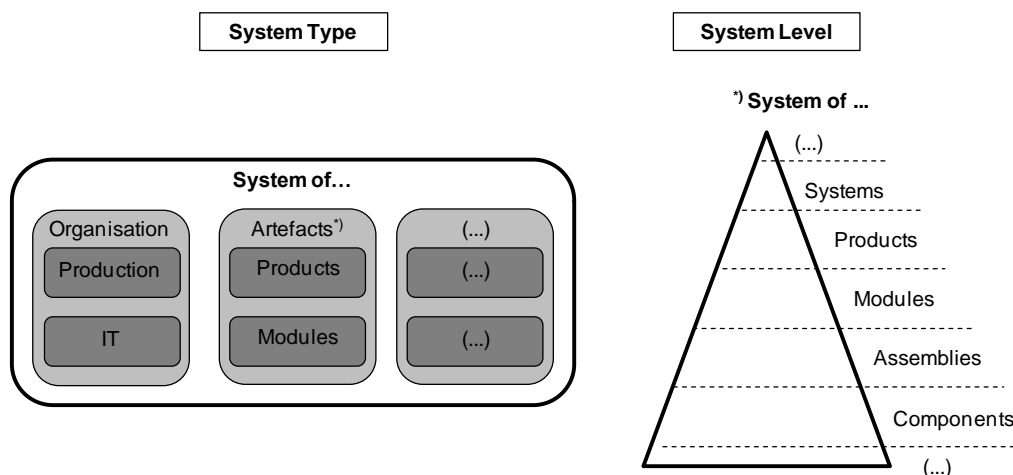 System Type
System of…
Organisation
Production
IT
Artefacts*)
Products
Modules
(...)
(...)
(...)
System Level
*) System of ...
(...)
Systems
Products
Modules
Assemblies
Components
(...)